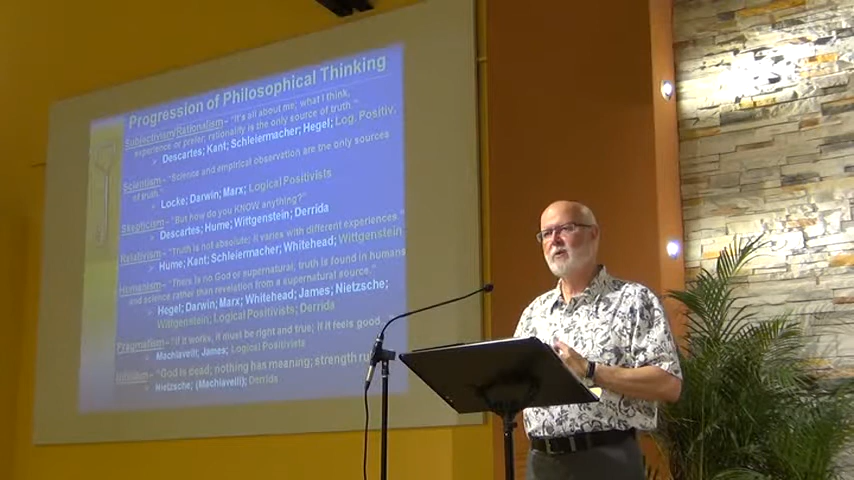 Progression of Philosophical Thinking
Subjectivism/Rationalism – "It's all about me; what I think,
experience or prefer; rationality is the only source of truth."
Descartes; Kant; Schleiermacher; Hegel; Log. Positiv.
Scientism – "Science and empirical observation are the only sources
of truth."
Locke; Darwin; Marx; Logical Positivists
Skepticism – "But how do you KNOW anything?"
Descartes; Hume; Wittgenstein; Derrida
Relativism – "Truth is not absolute; it varies with different experiences."
Hume; Kant; Schleiermacher; Whitehead; Wittgenstein
Humanism – "There is no God or supernatural; truth is found in humans
and science rather than revelation from a supernatural source."
Hegel; Darwin; Marx; Whitehead; James; Nietzsche;
Wittgenstein; Logical Positivists; Derrida
Pragmatism – "If it works, it must be right and true; if it feels good
Machiavelli; James; Logical Positivists
Nihilism – "God is dead; nothing has meaning; strength
Nietzsche; (Machiavelli); Derrida